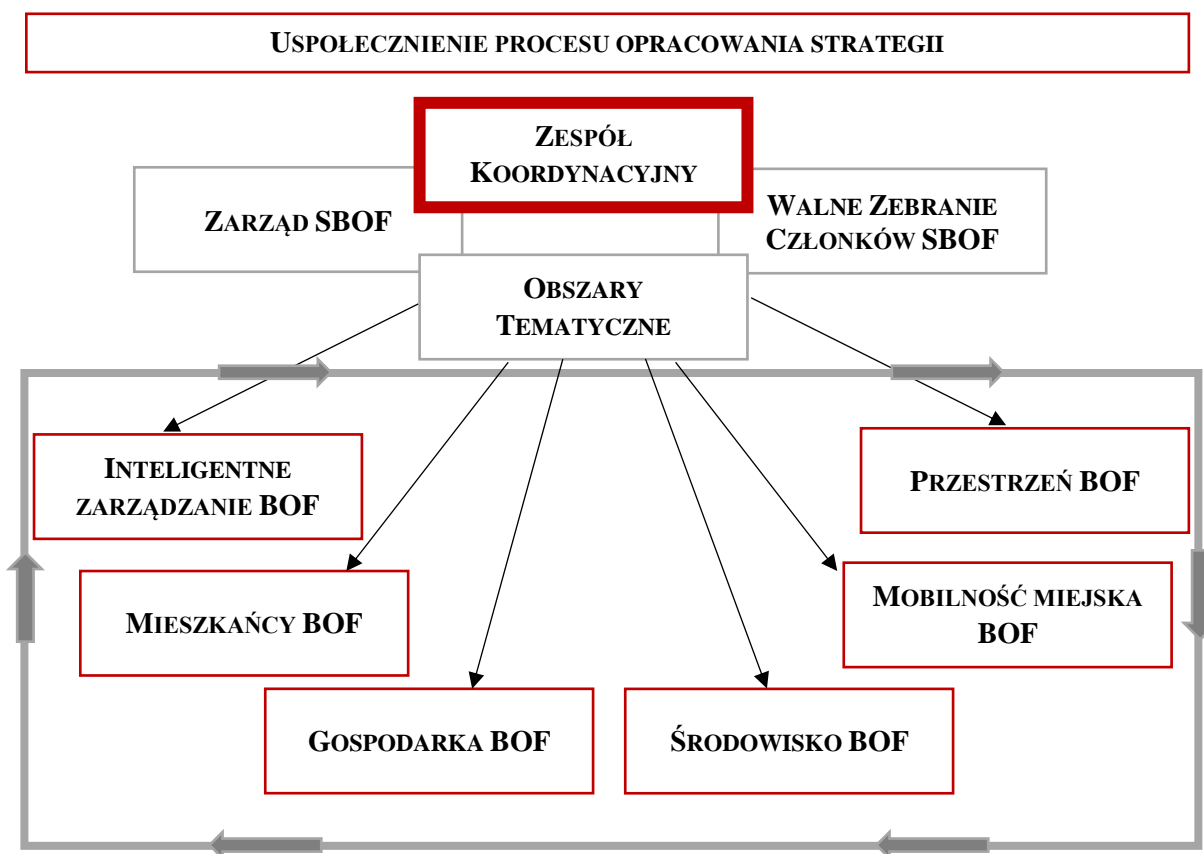 USPOŁECZNIENIE PROCESU OPRACOWANIA STRATEGII
ZESPÓŁ
KOORDYNACYJNY
ZARZĄD SBOF
WALNE ZEBRANIE
CZŁONKÓW SBOF
OBSZARY
TEMATYCZNE
INTELIGENTNE
ZARZĄDZANIE BOF
PRZESTRZEŃ BOF
MIESZKAŃCY BOF
MOBILNOŚĆ MIEJSKA
BOF
GOSPODARKA BOF
ŚRODOWISKO BOF